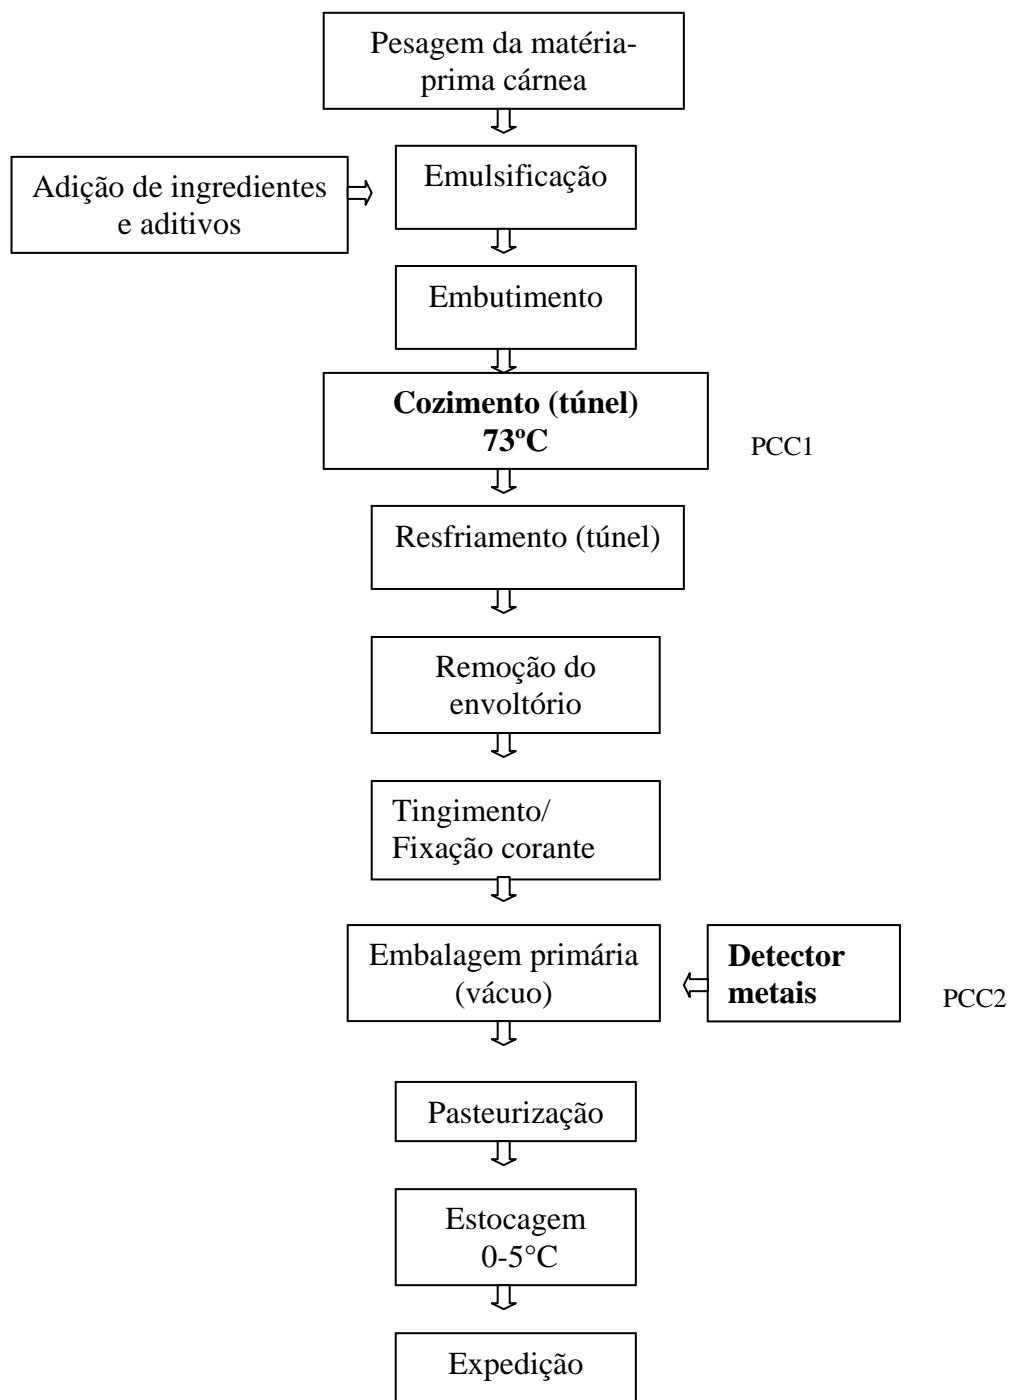 Pesagem da matéria-
prima cárnea
Adição de ingredientes
e aditivos
Emulsificação
Embutimento
Cozimento (túnel)
73ºC
PCC1
Resfriamento (túnel)
Remoção do
envoltório
Tingimento/
Fixação corante
Embalagem primária
(vácuo)
Detector
metais
PCC2
Pasteurização
Estocagem
0-5°C
Expedição